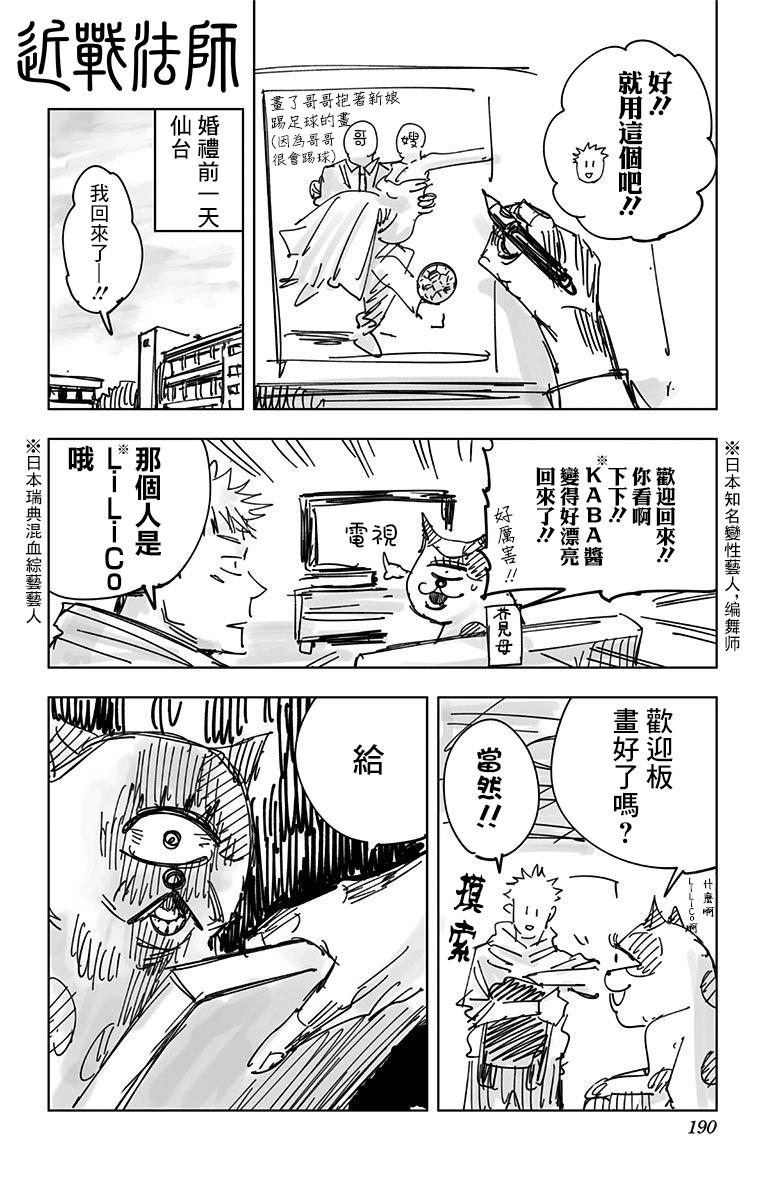 近戰法師
好!!
就用這個吧!!
畫了哥哥抱著新娘
踢足球的畫
(因為哥哥
很會踢球)
哥
嫂
婚禮前一天
仙台
我回來了—!!
歡迎回來!!
你看啊
下下!!
※KABA醬
變得好漂亮
回來了!!
好厲害!!
電視
芥見母
那個人是
※LiLiCo
哦
※日本知名變性藝人,编舞师
※日本瑞典混血綜藝藝人
歡迎板
畫好了嗎?
當然!!
什麼啊
LiLiCo啊
摸索
給
190